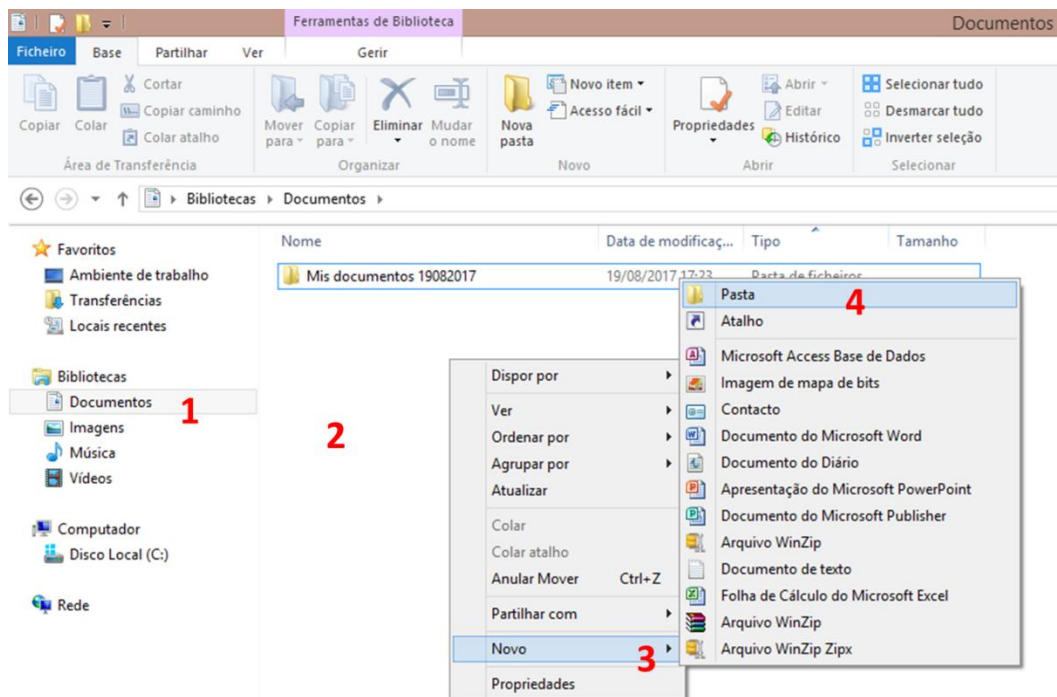 Ferramentas de Biblioteca
Documentos
Ficheiro Base Partilhar Ver Gerir
Copiar
Colar
Cortar
Copiar caminho
Colar atalho
Área de Transferência
Mover para
Copiar para
Eliminar
Mudar o nome
Organizar
Nova pasta
Novo item
Acesso fácil
Novo
Propriedades
Abrir
Editar
Histórico
Abrir
Selecionar tudo
Desmarcar tudo
Inverter seleção
Selecionar
Bibliotecas Documentos
Favoritos
Ambiente de trabalho
Transferências
Locais recentes
Bibliotecas
Documentos 1
Imagens
Música
Vídeos
Computador
Disco Local (C:)
Rede
Nome Data de modificaç... Tipo Tamanho
Mis documentos 19082017 19/08/2017 17:23 Pasta de ficheiros
2
Dispor por
Ver
Ordenar por
Agrupar por
Atualizar
Colar
Colar atalho
Anular Mover Ctrl+Z
Partilhar com
Novo 3
Propriedades
Pasta 4
Atalho
Microsoft Access Base de Dados
Imagem de mapa de bits
Contacto
Documento do Microsoft Word
Documento do Diário
Apresentação do Microsoft PowerPoint
Documento do Microsoft Publisher
Arquivo WinZip
Documento de texto
Folha de Cálculo do Microsoft Excel
Arquivo WinZip
Arquivo WinZip Zipx